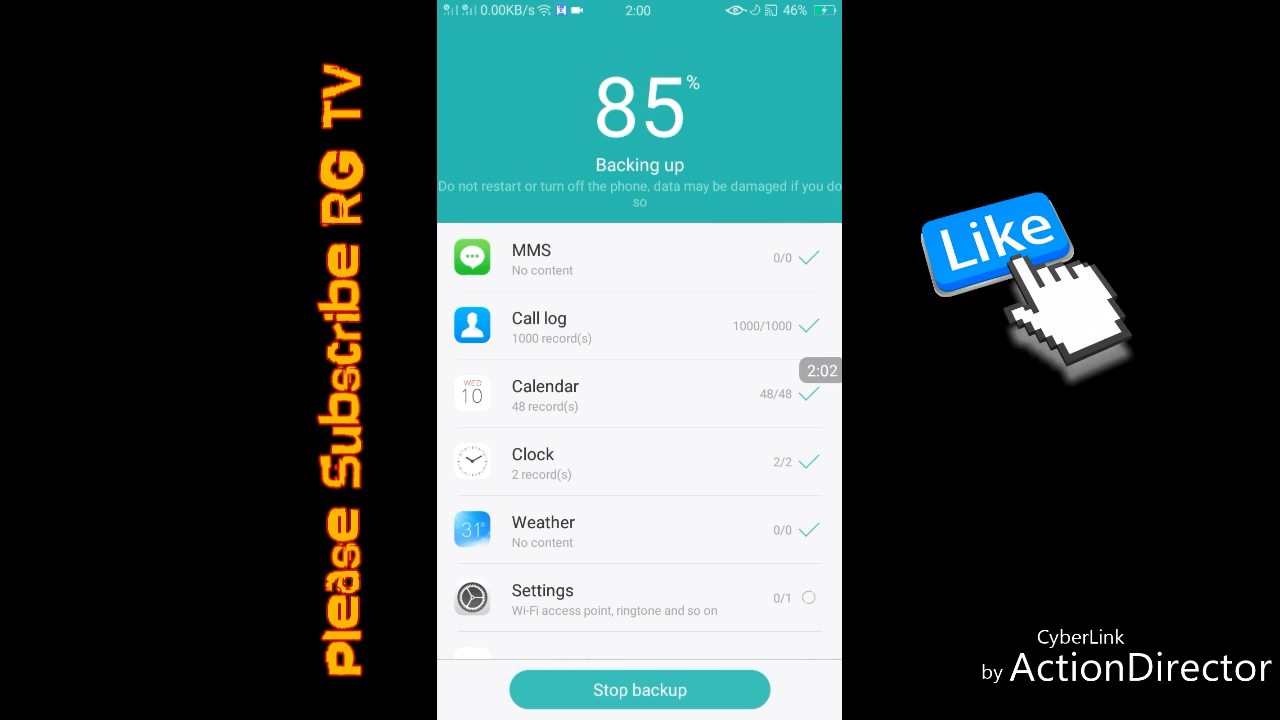 Please Subscribe RG TV
0.00KB/s 2:00 46%
85%
Backing up
Do not restart or turn off the phone, data may be damaged if you do
so
MMS
No content
0/0
Call log
1000 record(s)
1000/1000
2:02
WED
10
Calendar
48 record(s)
48/48
Clock
2 record(s)
2/2
31°
Weather
No content
0/0
Settings
Wi-Fi access point, ringtone and so on
0/1
Stop backup
Like
CyberLink
by ActionDirector